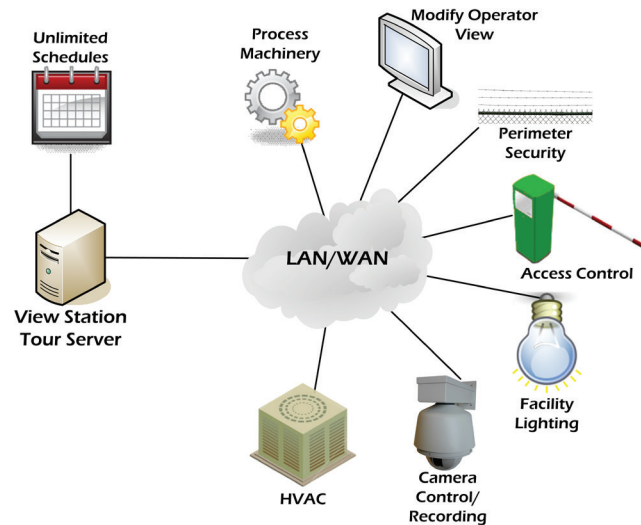 Unlimited
Schedules
Process
Machinery
Modify Operator
View
Perimeter
Security
LAN/WAN
Access Control
View Station
Tour Server
Facility
Lighting
HVAC
Camera
Control/
Recording